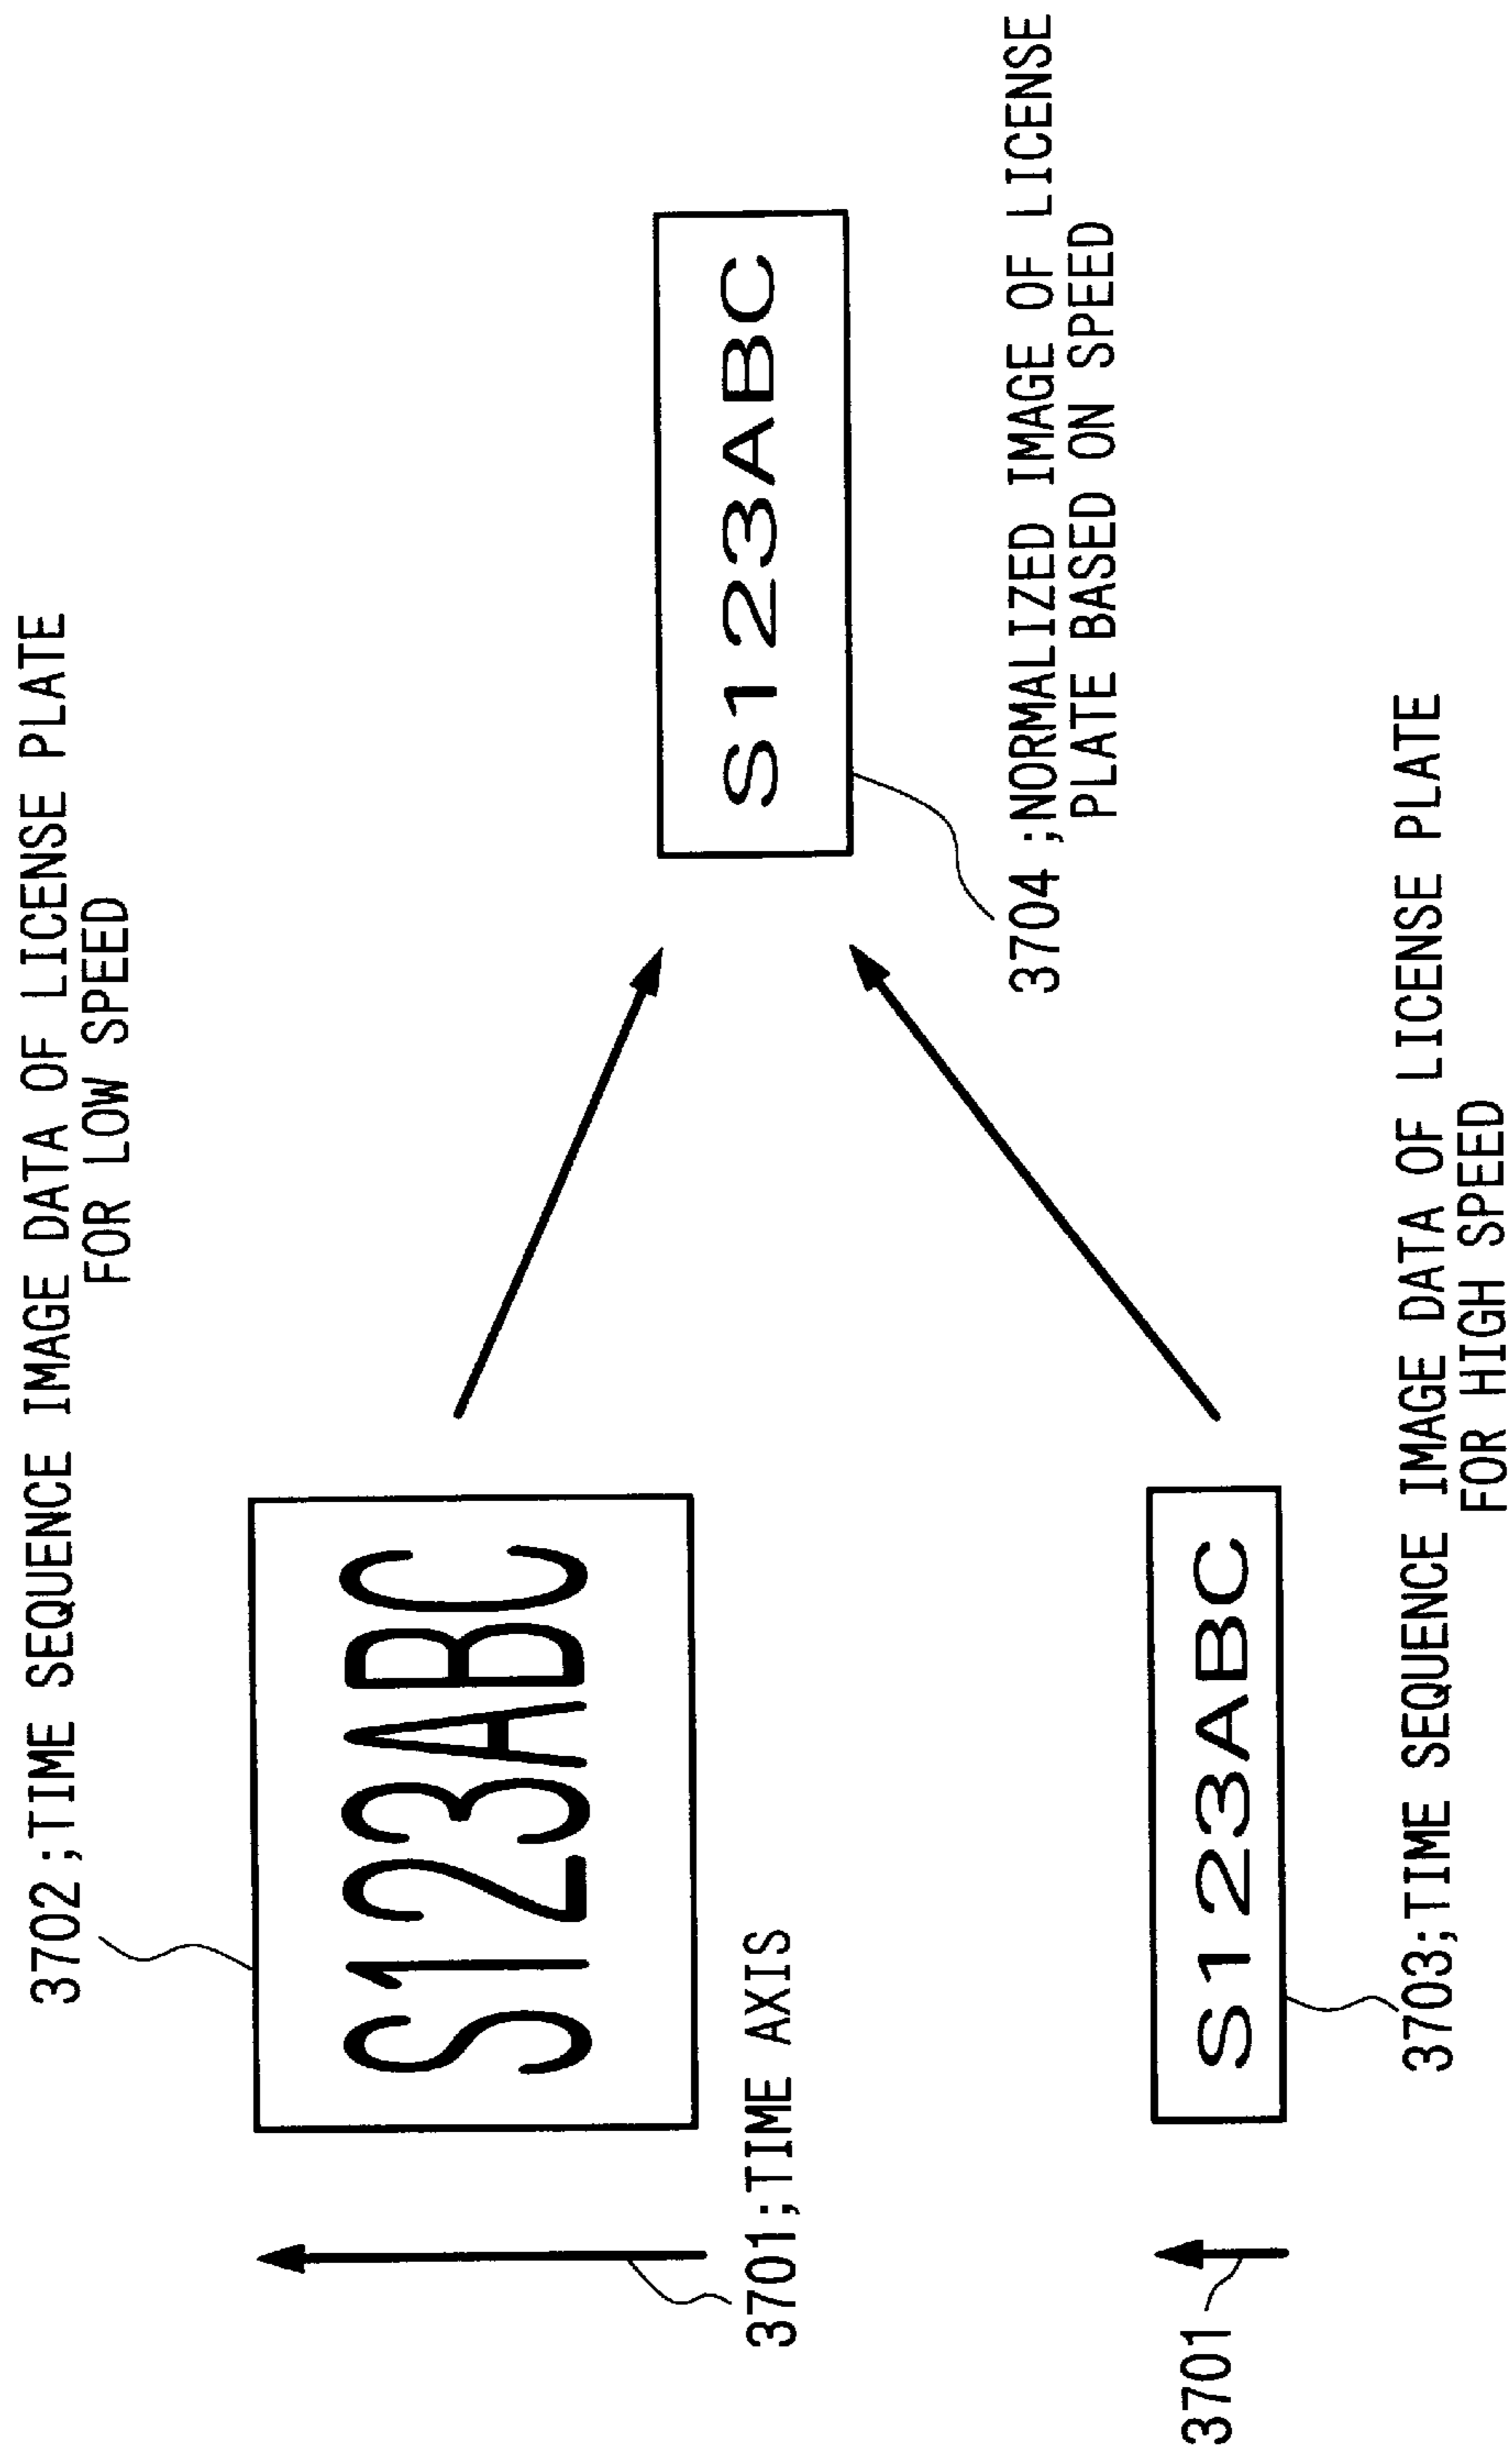 3702;TIME SEQUENCE IMAGE DATA OF LICENSE PLATE
FOR LOW SPEED
S123ABC
3701;TIME AXIS
S123ABC
3704;NORMALIZED IMAGE OF LICENSE
PLATE BASED ON SPEED
3701
S123ABC
3703;TIME SEQUENCE IMAGE DATA OF LICENSE PLATE
FOR HIGH SPEED